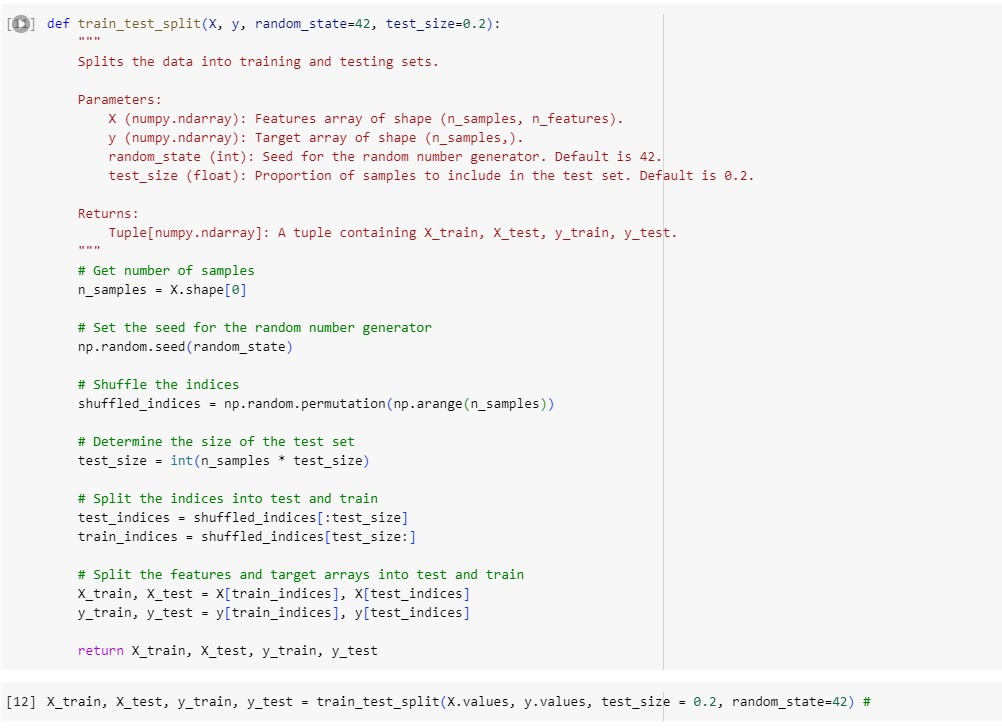 [11] def train_test_split(X, y, random_state=42, test_size=0.2):
"""
Splits the data into training and testing sets.
Parameters:
X (numpy.ndarray): Features array of shape (n_samples, n_features).
y (numpy.ndarray): Target array of shape (n_samples,).
random_state (int): Seed for the random number generator. Default is 42.
test_size (float): Proportion of samples to include in the test set. Default is 0.2.
Returns:
Tuple[numpy.ndarray]: A tuple containing X_train, X_test, y_train, y_test.
"""
# Get number of samples
n_samples = X.shape[0]
# Set the seed for the random number generator
np.random.seed(random_state)
# Shuffle the indices
shuffled_indices = np.random.permutation(np.arange(n_samples))
# Determine the size of the test set
test_size = int(n_samples * test_size)
# Split the indices into test and train
test_indices = shuffled_indices[:test_size]
train_indices = shuffled_indices[test_size:]
# Split the features and target arrays into test and train
X_train, X_test = X[train_indices], X[test_indices]
y_train, y_test = y[train_indices], y[test_indices]
return X_train, X_test, y_train, y_test
[12] X_train, X_test, y_train, y_test = train_test_split(X.values, y.values, test_size = 0.2, random_state=42) #